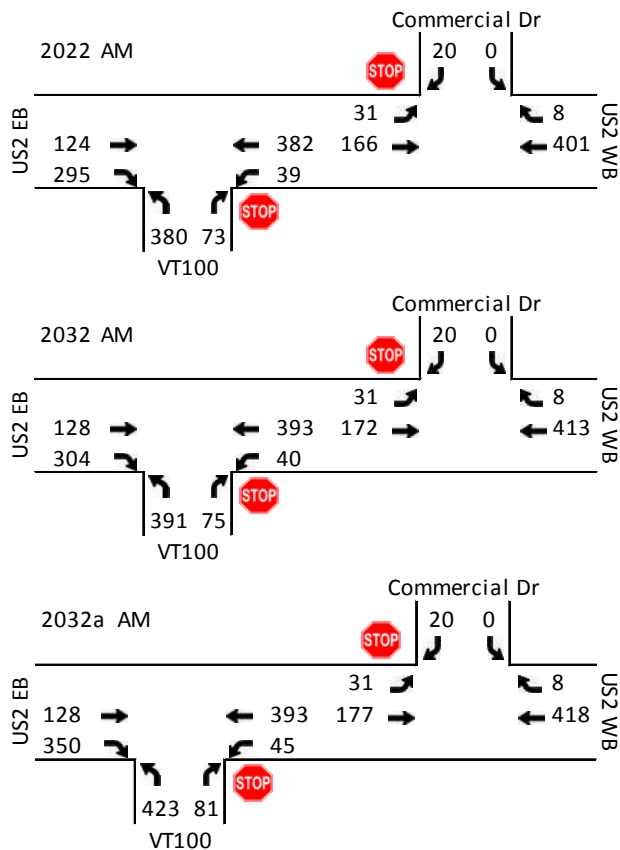 Commercial Dr
2022 AM
STOP
20 0
US2 EB
31 8
124 382 166 401
295 39
US2 WB
STOP
380 73
VT100
Commercial Dr
2032 AM
STOP
20 0
US2 EB
31 8
128 393 172 413
304 40
US2 WB
STOP
391 75
VT100
Commercial Dr
2032a AM
STOP
20 0
US2 EB
31 8
128 393 177 418
350 45
US2 WB
STOP
423 81
VT100